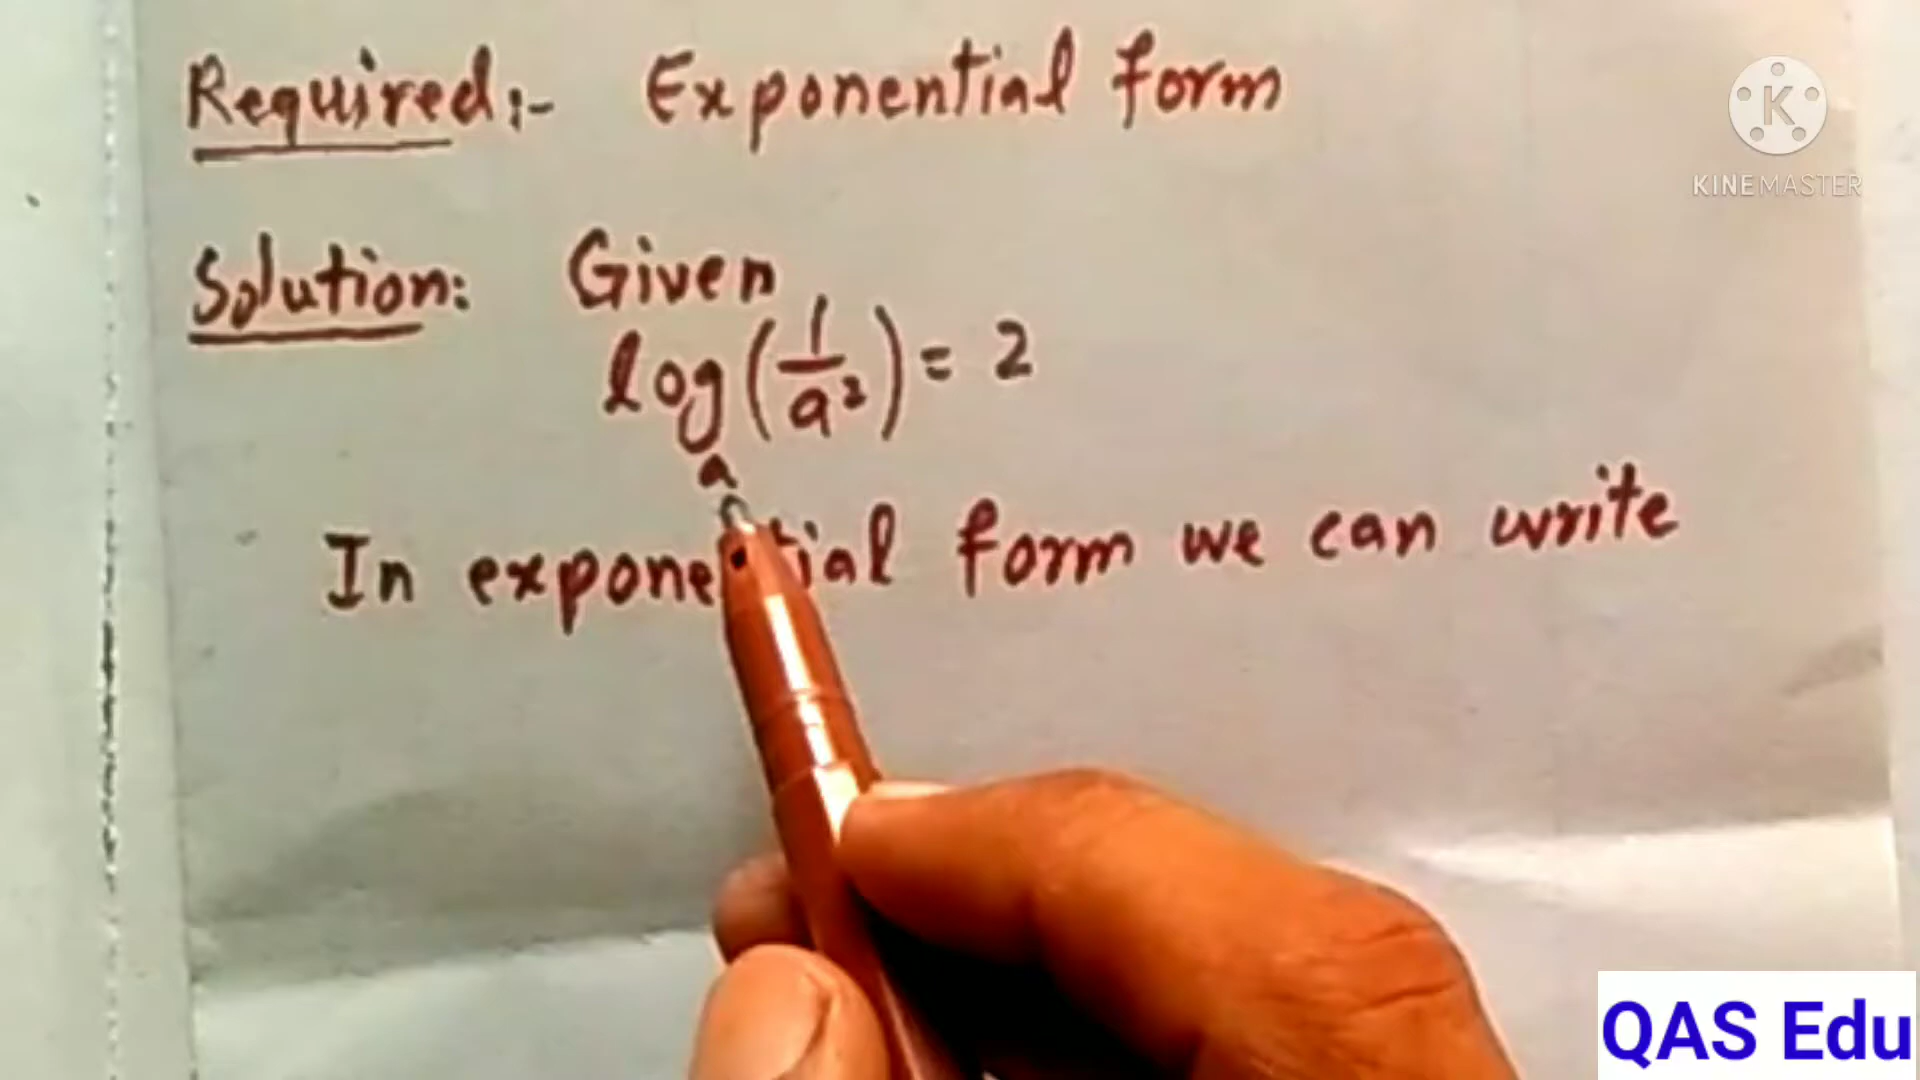 Required:- Exponential form
KINEMASTER
Solution: Given
log_a(1/a²) = 2
In exponential form we can write
QAS Edu